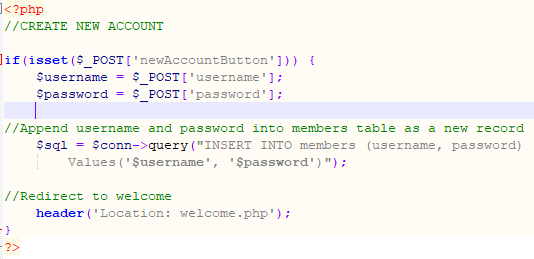 <?php
//CREATE NEW ACCOUNT
if(isset($_POST['newAccountButton'])) {
$username = $_POST['username'];
$password = $_POST['password'];
//Append username and password into members table as a new record
$sql = $conn->query("INSERT INTO members (username, password)
Values('$username', '$password')");
//Redirect to welcome
header('Location: welcome.php');
}
?>